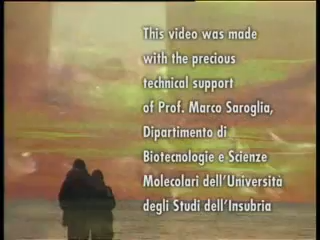 This video was made
with the precious
technical support
of Prof. Marco Saroglia,
Dipartimento di
Biotecnologie e Scienze
Molecolari dell'Università
degli Studi dell'Insubria